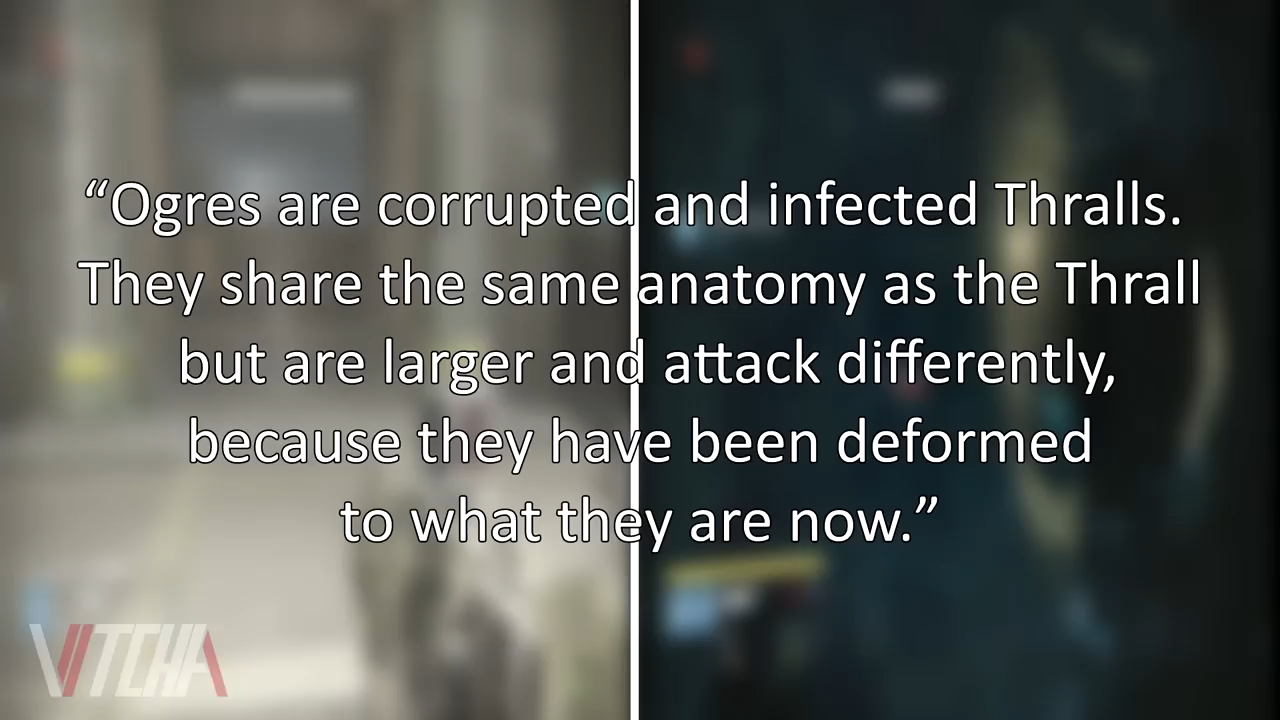 “Ogres are corrupted and infected Thralls.
They share the same anatomy as the Thrall
but are larger and attack differently,
because they have been deformed
to what they are now.”
VITCHA